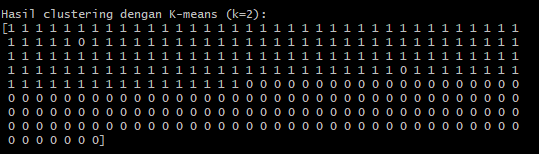 Hasil clustering dengan K-means (k=2):
[1 1 1 1 1 1 1 1 1 1 1 1 1 1 1 1 1 1 1 1 1 1 1 1 1 1 1 1 1 1 1 1 1 1 1 1 1
1 1 1 1 1 0 1 1 1 1 1 1 1 1 1 1 1 1 1 1 1 1 1 1 1 1 1 1 1 1 1 1 1 1 1 1 1
1 1 1 1 1 1 1 1 1 1 1 1 1 1 1 1 1 1 1 1 1 1 1 1 1 1 1 1 1 1 1 1 1 1 1 1 1
1 1 1 1 1 1 1 1 1 1 1 1 1 1 1 1 1 1 1 1 1 1 1 1 1 1 1 1 0 1 1 1 1 1 1 1 1
1 1 1 1 1 1 1 1 1 1 1 1 1 1 1 1 1 0 0 0 0 0 0 0 0 0 0 0 0 0 0 0 0 0 0 0 0
0 0 0 0 0 0 0 0 0 0 0 0 0 0 0 0 0 0 0 0 0 0 0 0 0 0 0 0 0 0 0 0 0 0 0 0 0
0 0 0 0 0 0 0 0 0 0 0 0 0 0 0 0 0 0 0 0 0 0 0 0 0 0 0 0 0 0 0 0 0 0 0 0 0
0 0 0 0 0 0 0 0 0 0 0 0 0 0 0 0 0 0 0 0 0 0 0 0 0 0 0 0 0 0 0 0 0 0 0 0 0
0 0 0 0 0 0 0]